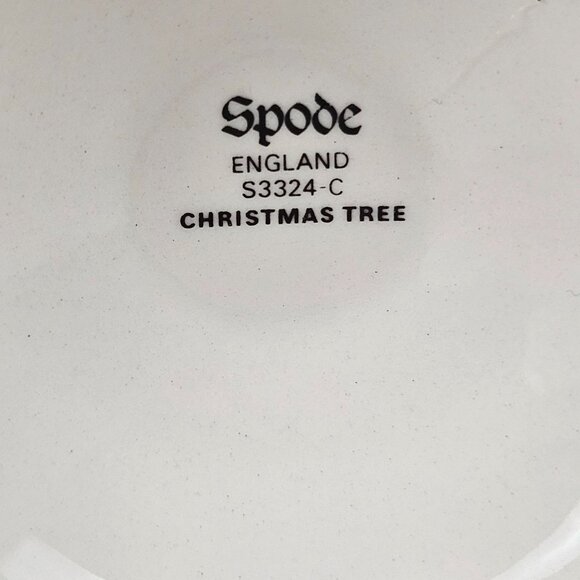 Spode
ENGLAND
S3324-C
CHRISTMAS TREE